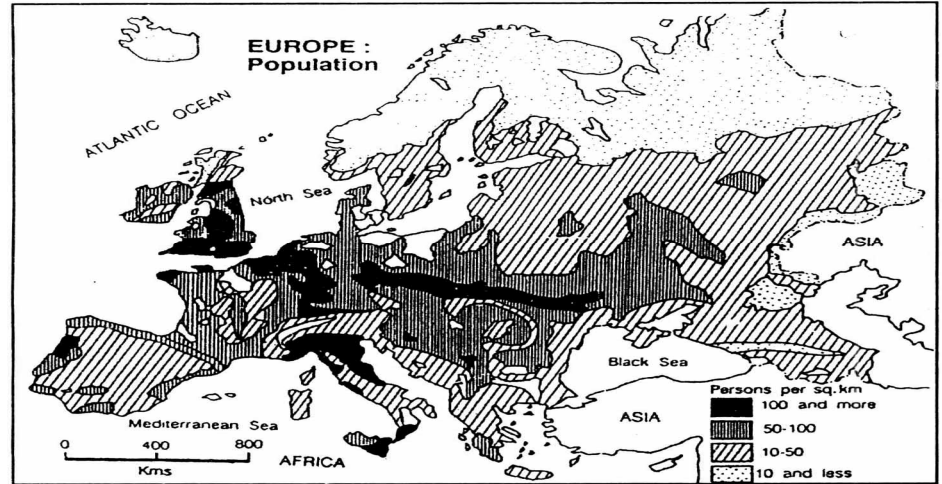 EUROPE :
Population
ATLANTIC OCEAN
North Sea
ASIA
Black Sea
Mediterranean Sea
ASIA
AFRICA
0 400 800
Kms
Persons per sq.km
100 and more
50-100
10-50
10 and less